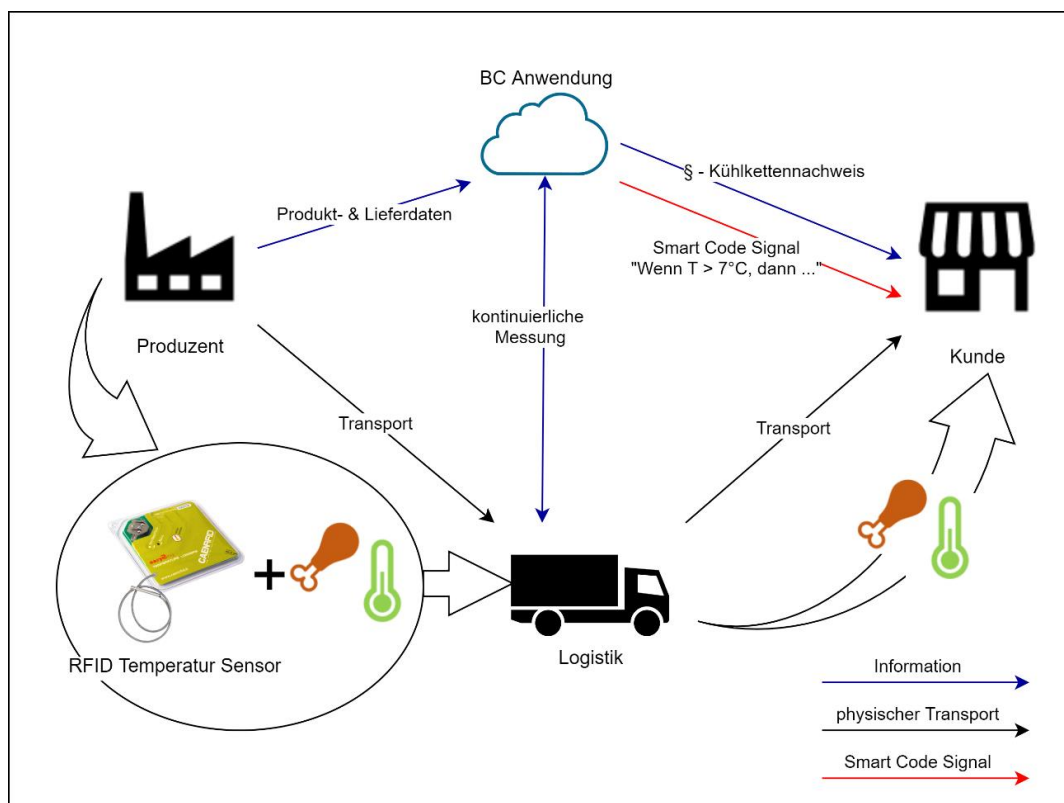 BC Anwendung
§ - Kühlkettennachweis
Produkt- & Lieferdaten
Smart Code Signal
"Wenn T > 7°C, dann ..."
kontinuierliche
Messung
Produzent
Kunde
Transport
Transport
CAENRFID
RFID Temperatur Sensor
Logistik
Information
physischer Transport
Smart Code Signal